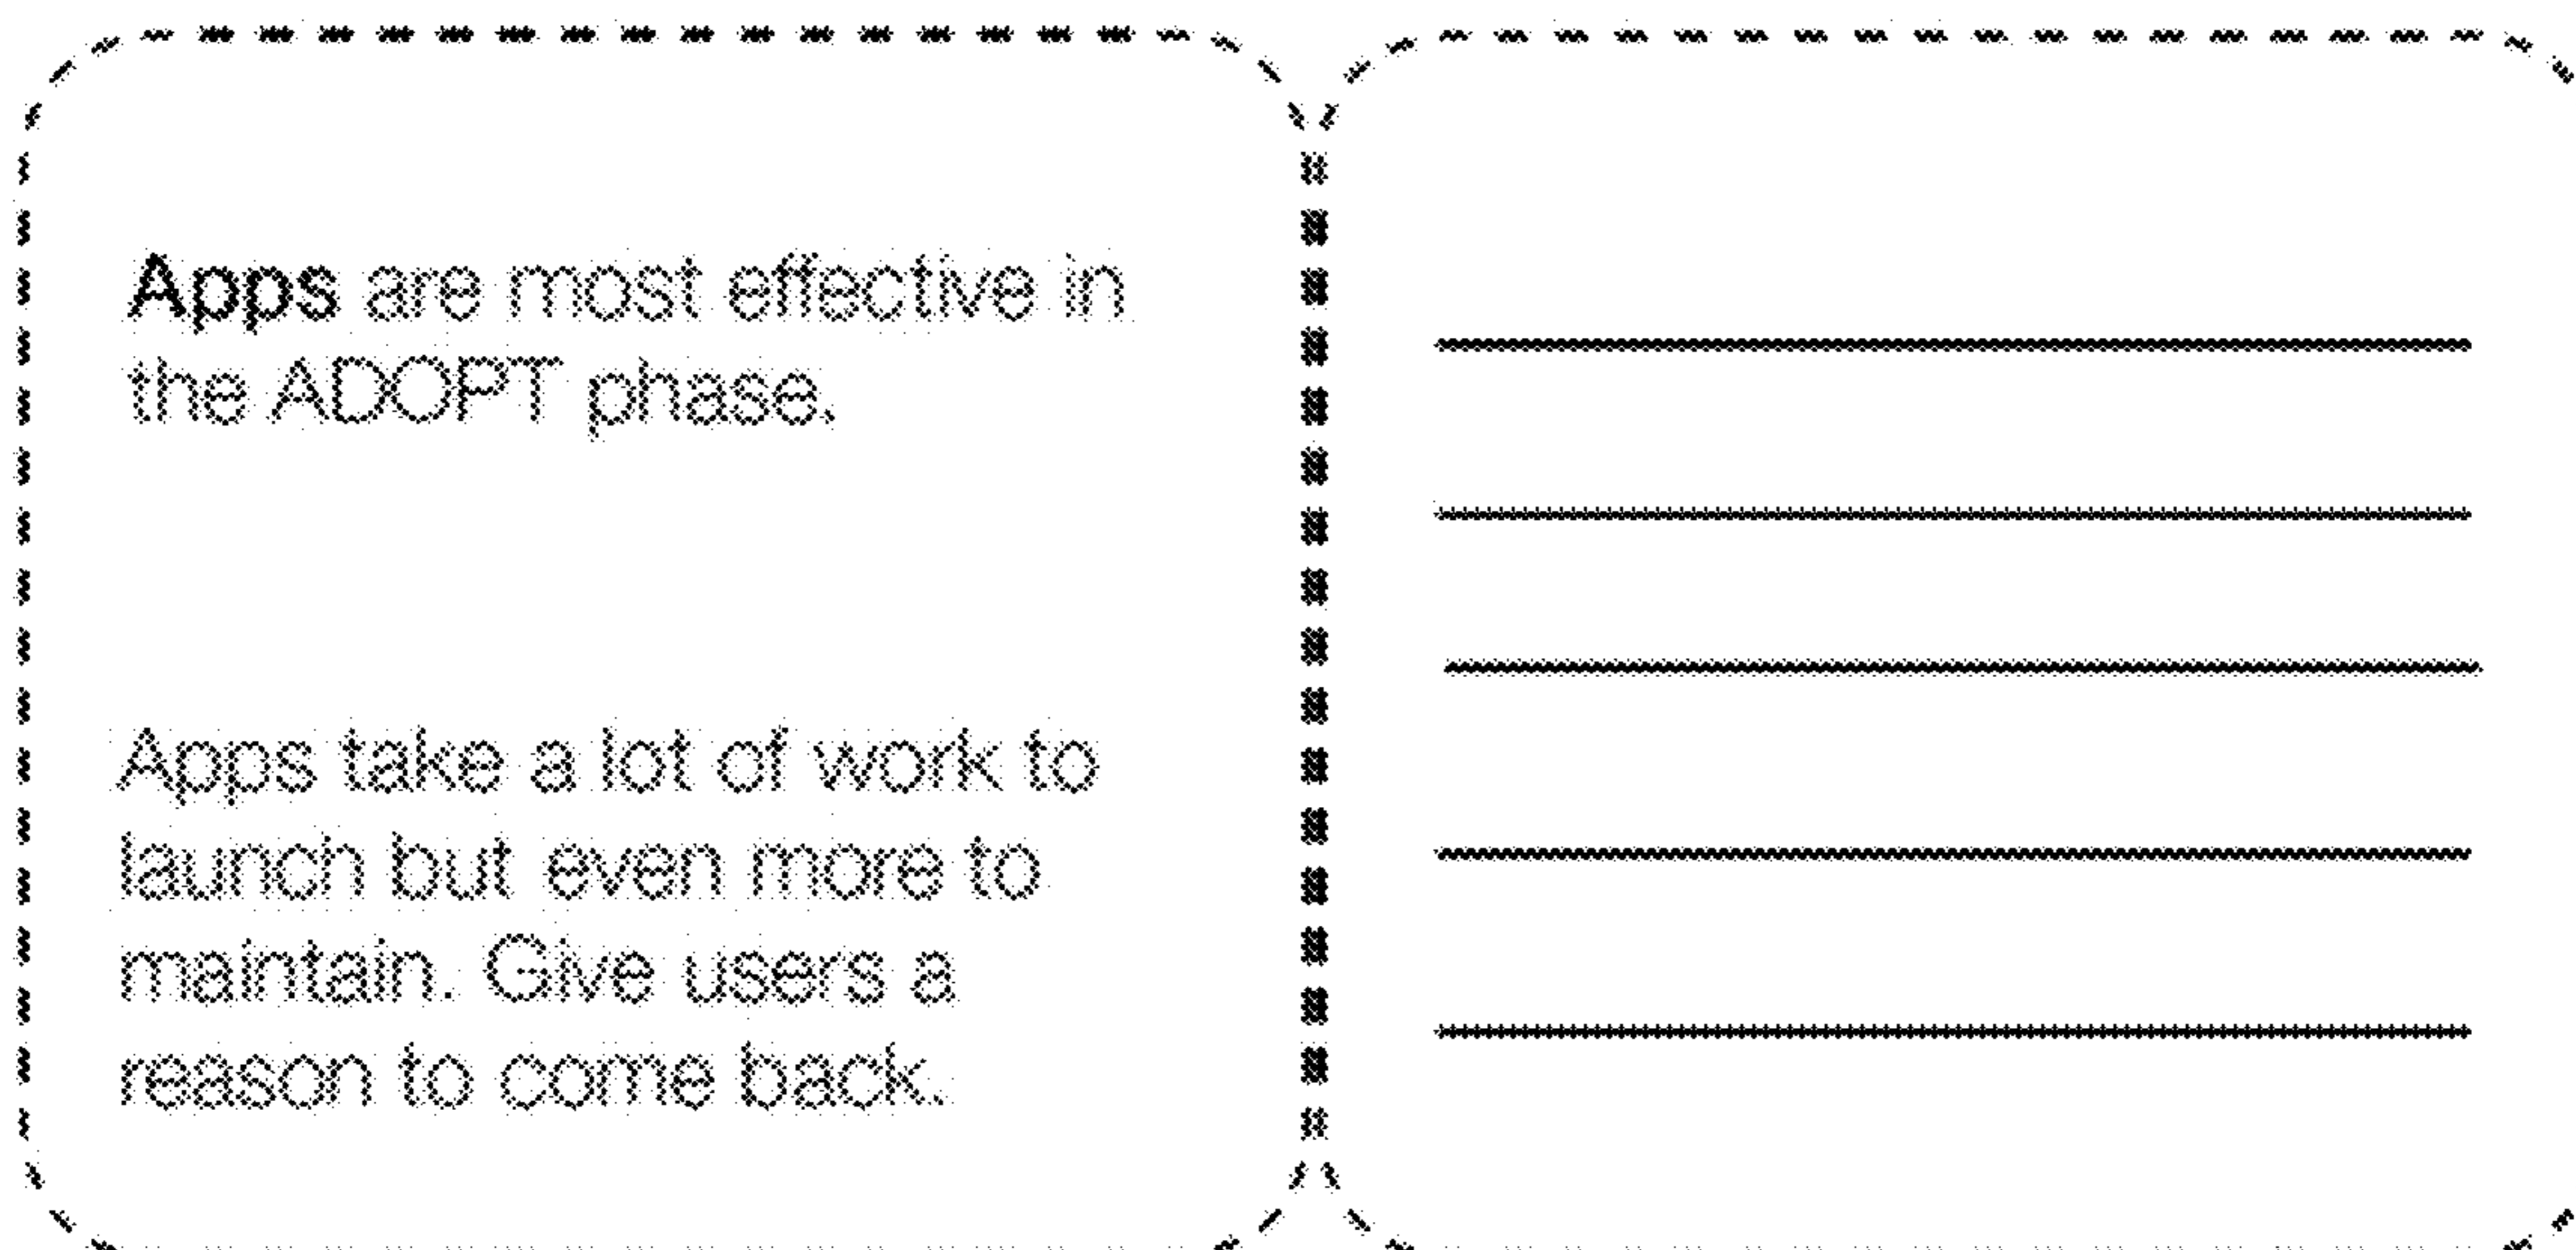 Apps are most effective in
the ADOPT phase.
Apps take a lot of work to
launch but even more to
maintain. Give users a
reason to come back.